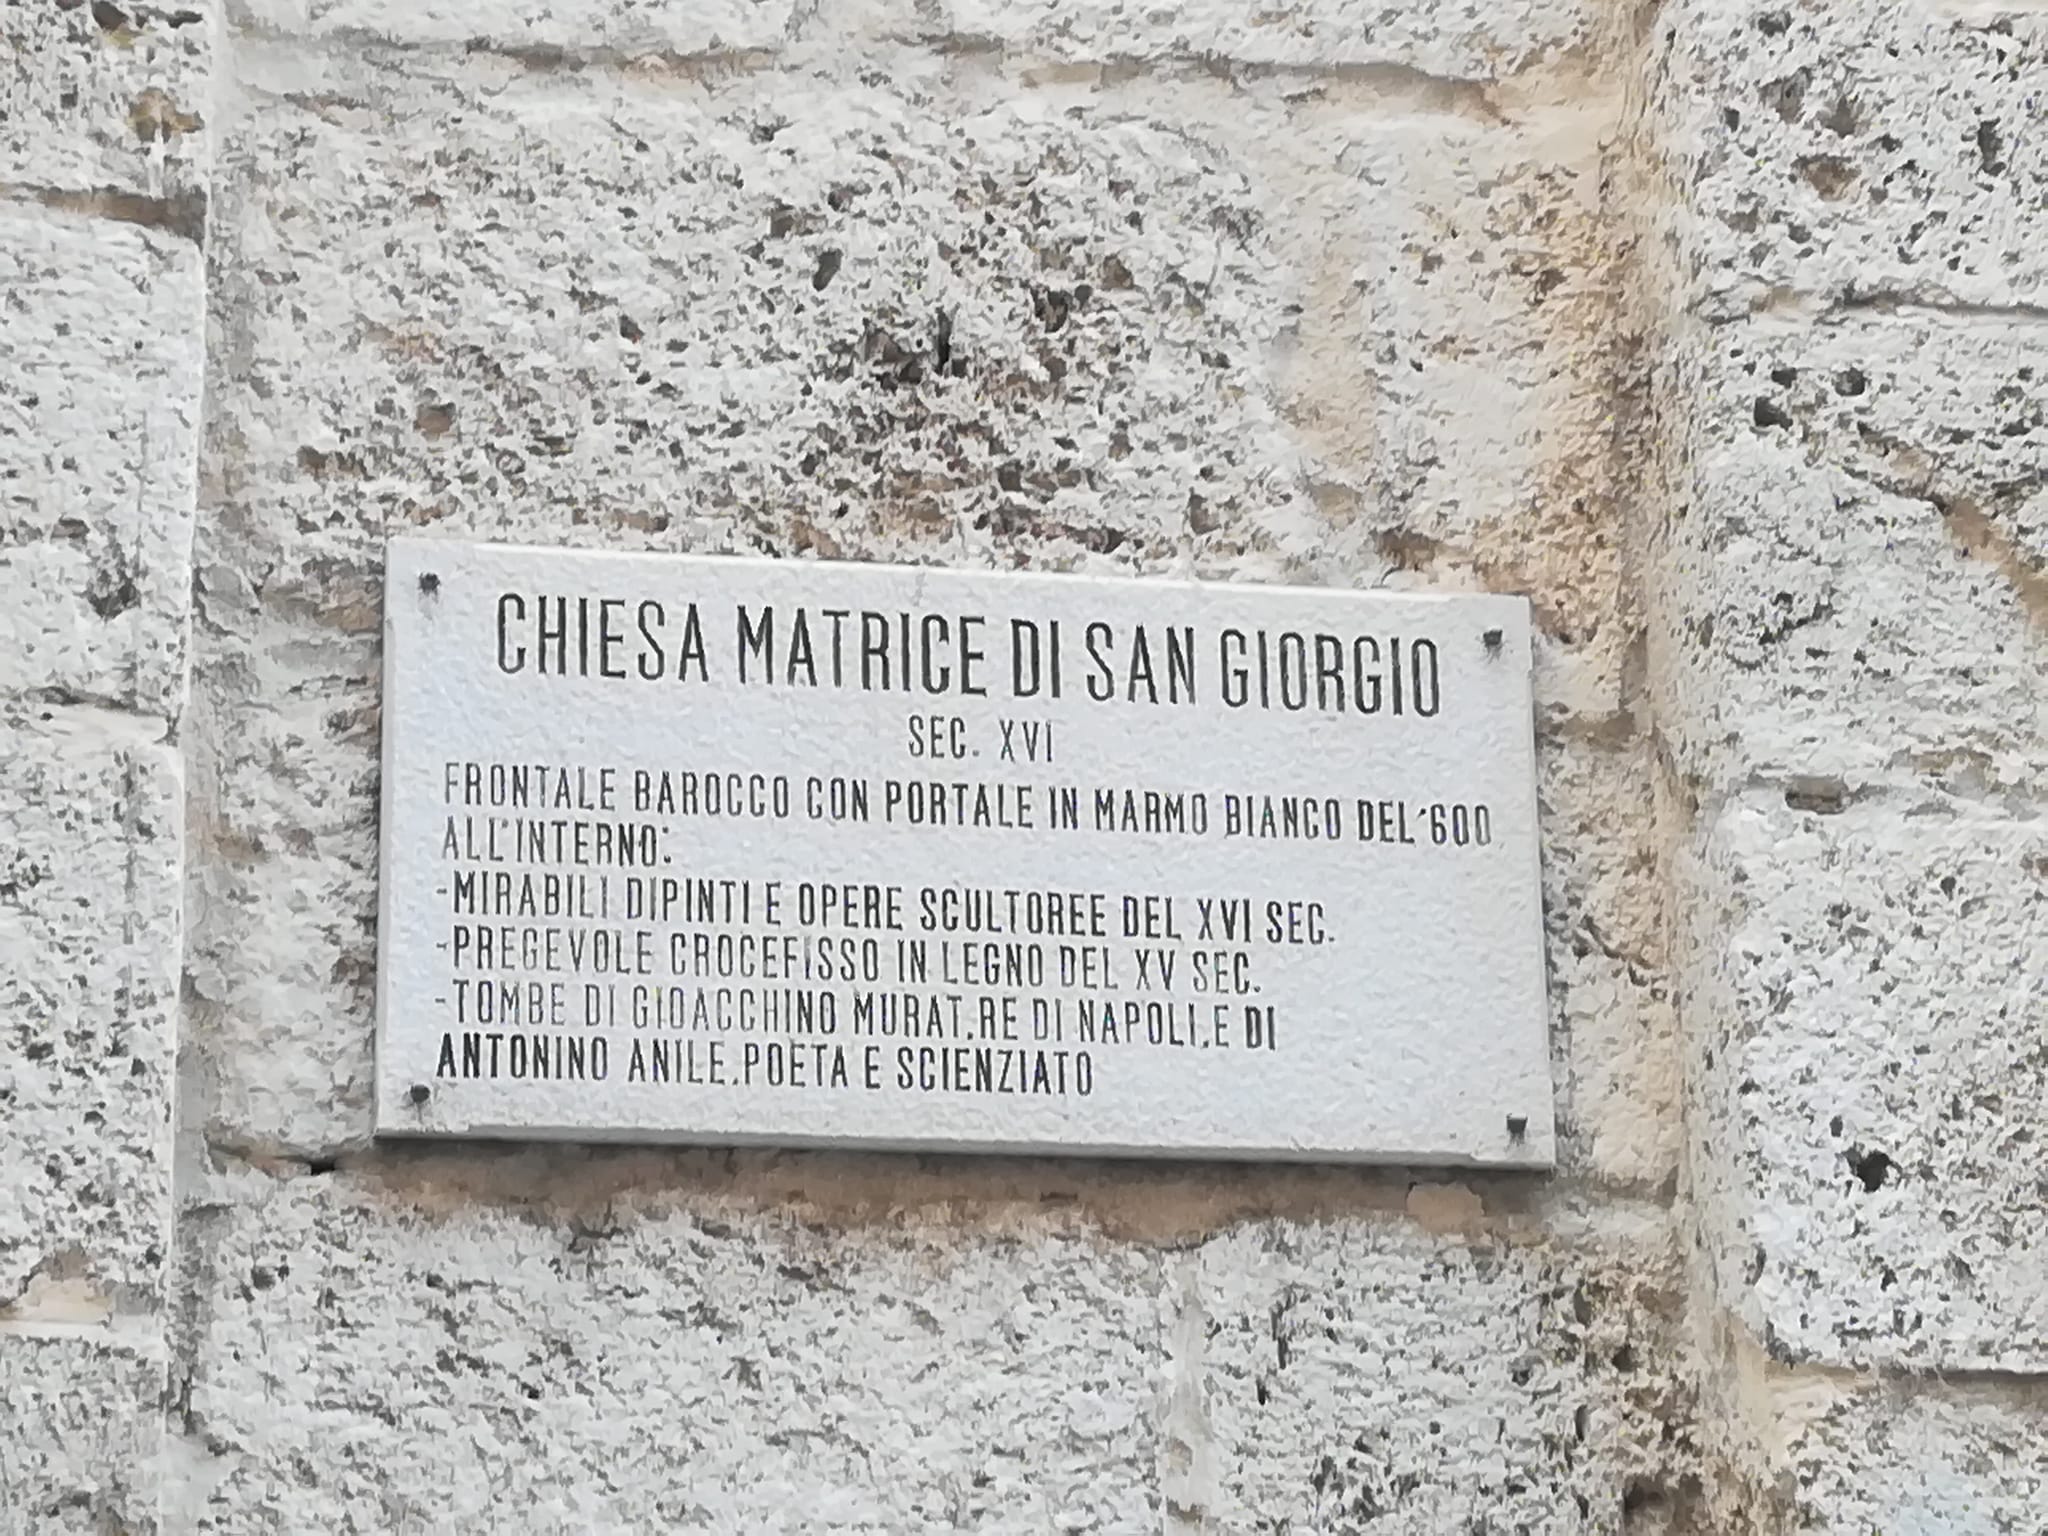 CHIESA MATRICE DI SAN GIORGIO
SEC. XVI
FRONTALE BAROCCO CON PORTALE IN MARMO BIANCO DEL'600
ALL'INTERNO:
-MIRABILI DIPINTI E OPERE SCULTOREE DEL XVI SEC.
-PREGEVOLE CROCEFISSO IN LEGNO DEL XV SEC.
-TOMBE DI GIOACCHINO MURAT,RE DI NAPOLI,E DI
ANTONINO ANILE,POETA E SCIENZIATO